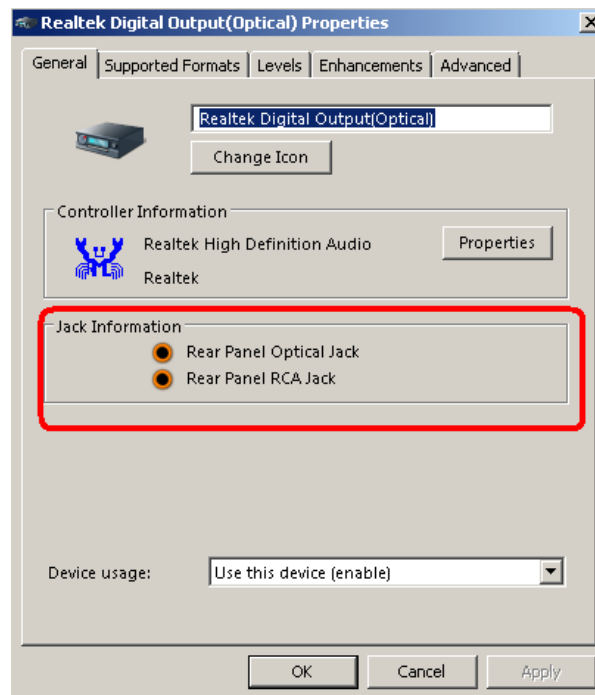 Realtek Digital Output(Optical) Properties
General Supported Formats Levels Enhancements Advanced
Realtek Digital Output(Optical)
Change Icon
Controller Information
Realtek High Definition Audio
Properties
Realtek
Jack Information
Rear Panel Optical Jack
Rear Panel RCA Jack
Device usage:
Use this device (enable)
OK Cancel Apply